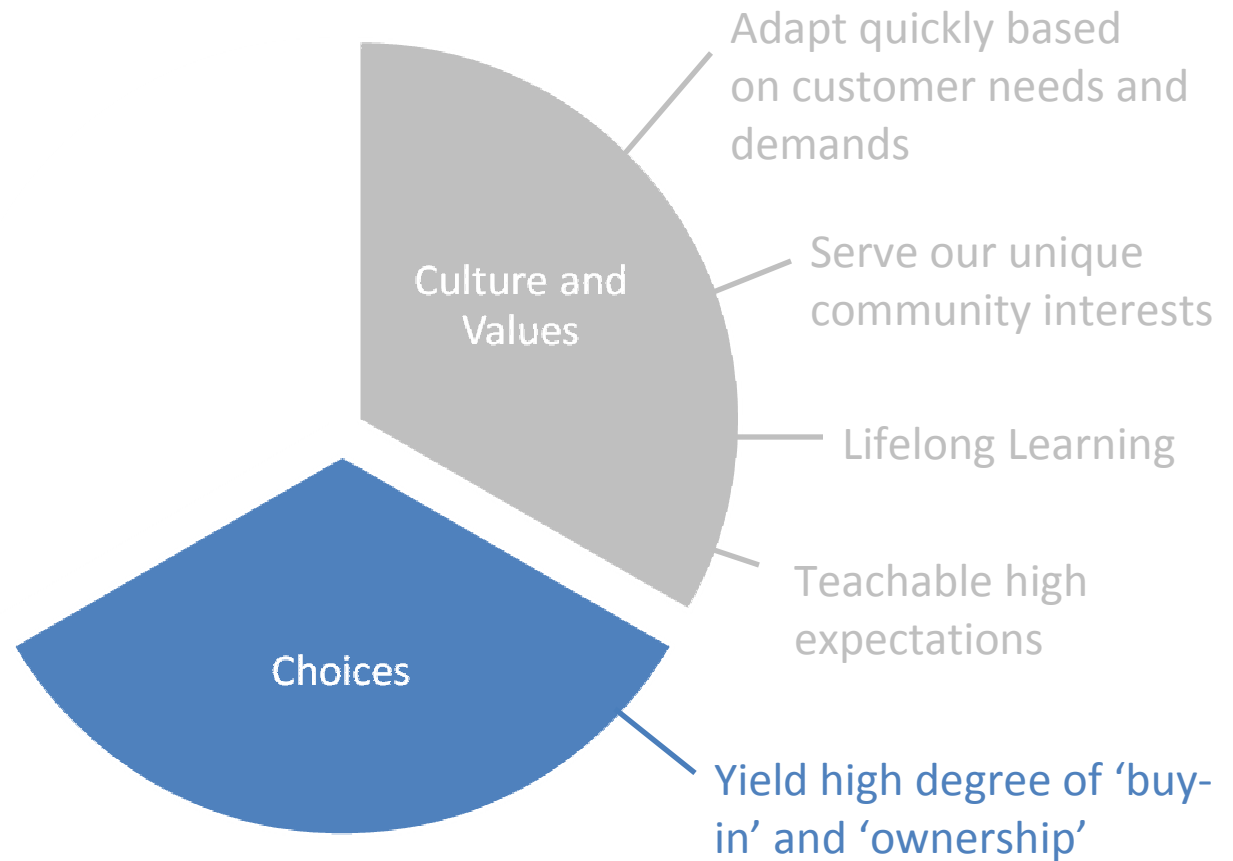 Adapt quickly based
on customer needs and
demands
Culture and
Values
Serve our unique
community interests
Lifelong Learning
Teachable high
expectations
Choices
Yield high degree of ‘buy-
in’ and ‘ownership’